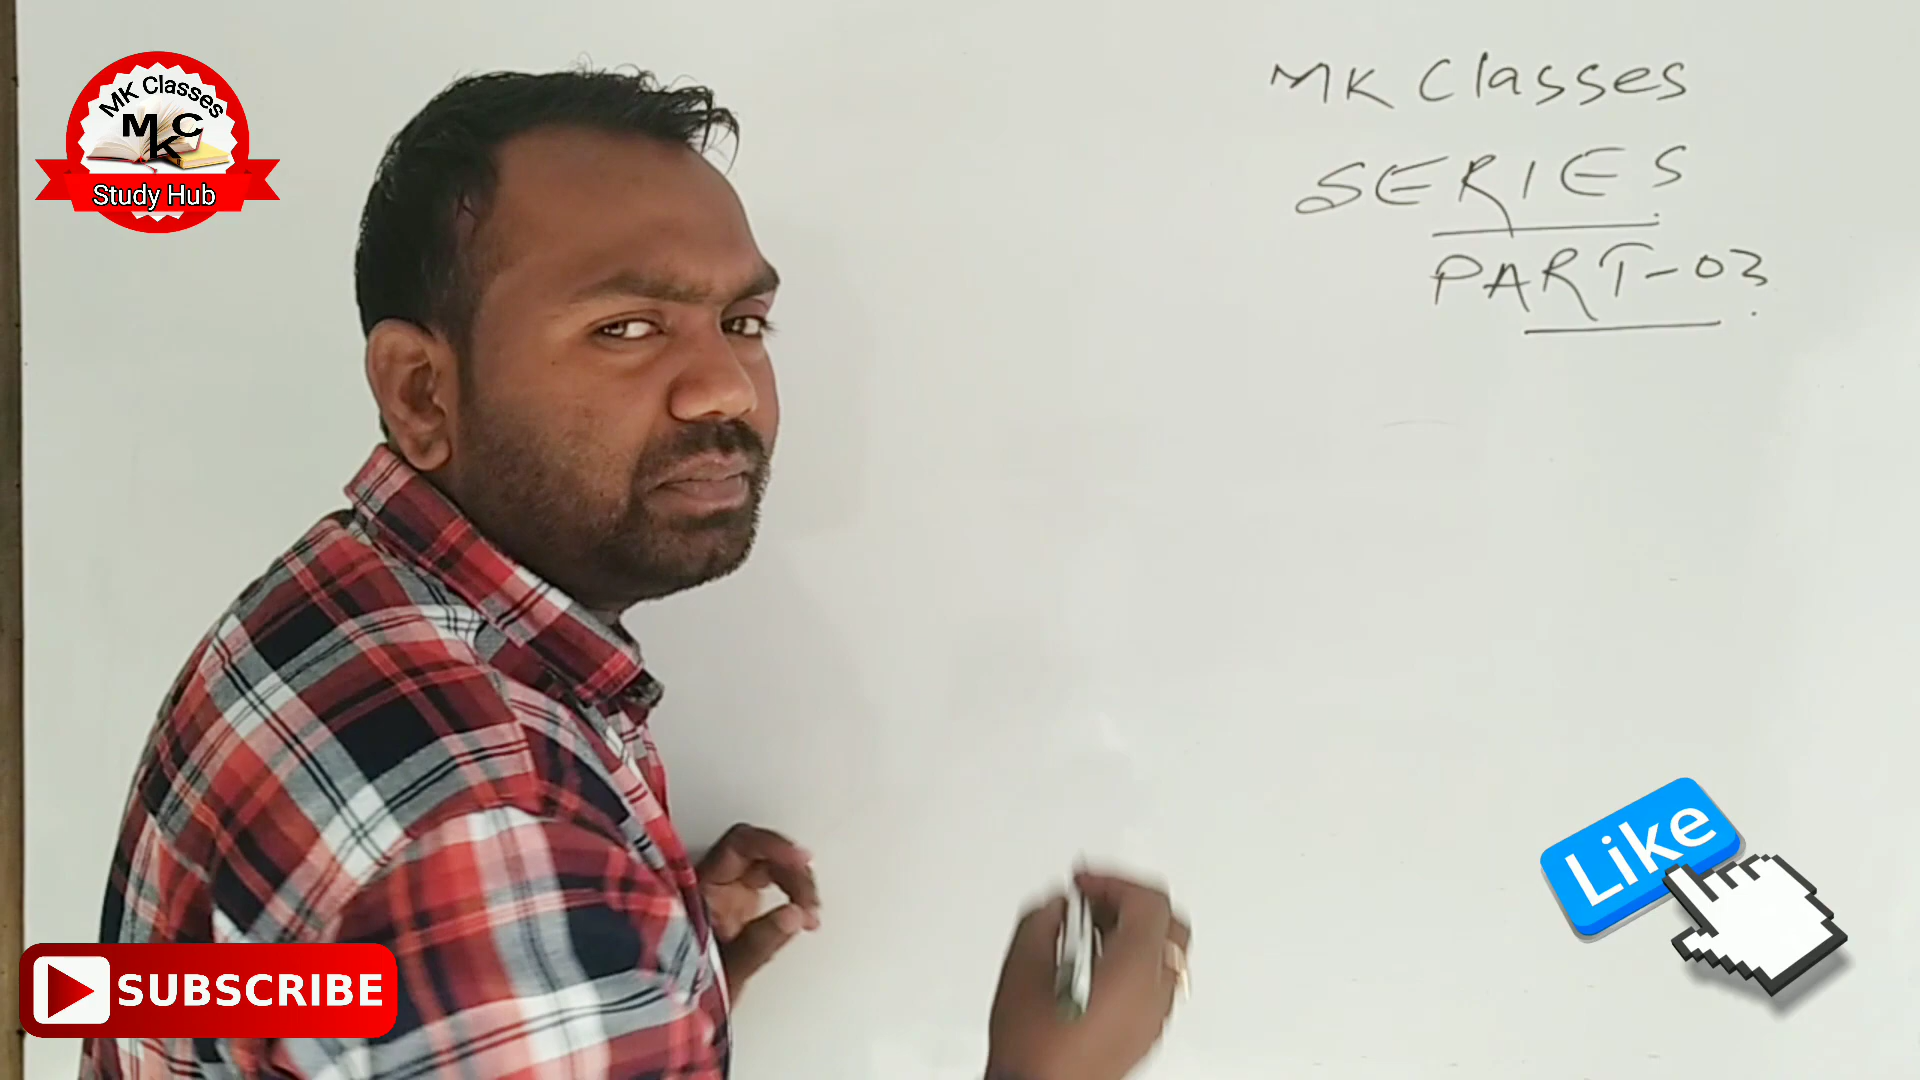 MK Classes
MKC
Study Hub
MK Classes
SERIES
PART-03
Like
SUBSCRIBE